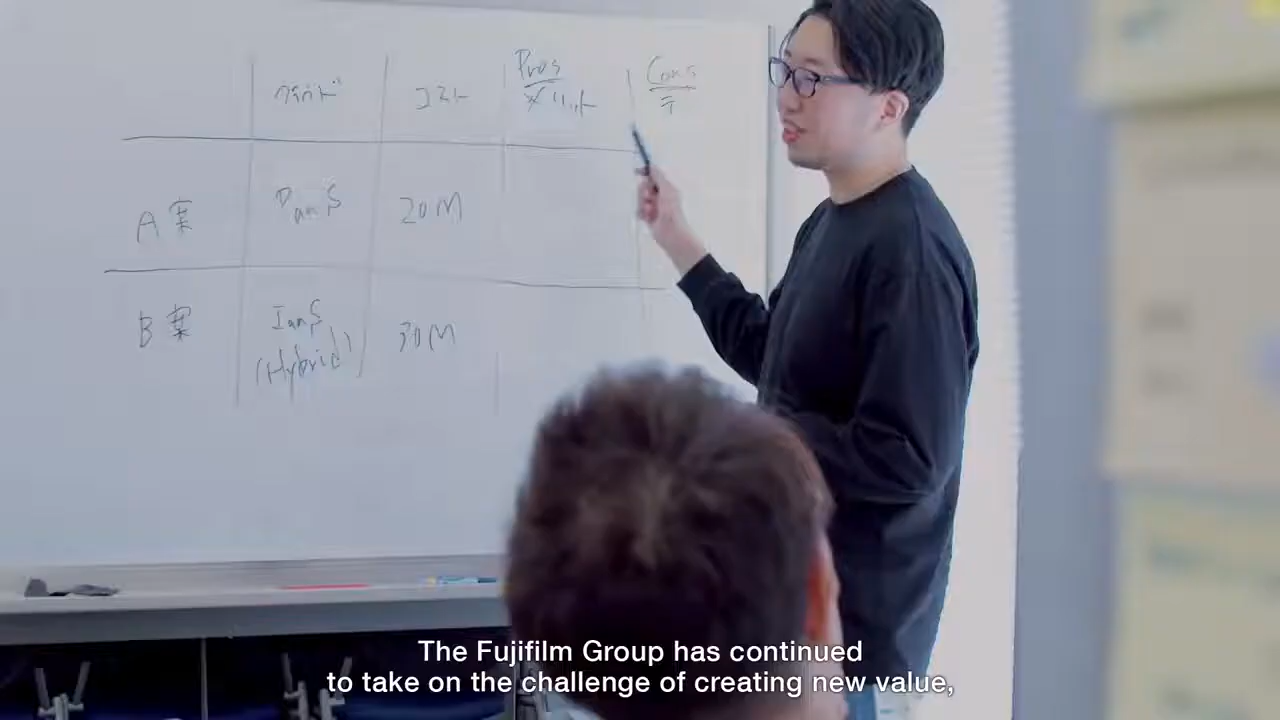 Pros
Cons
クラウド
コスト
メリット
デ
A案
PaaS
20M
B案
IaaS
30M
(Hybrid)
The Fujifilm Group has continued
to take on the challenge of creating new value,